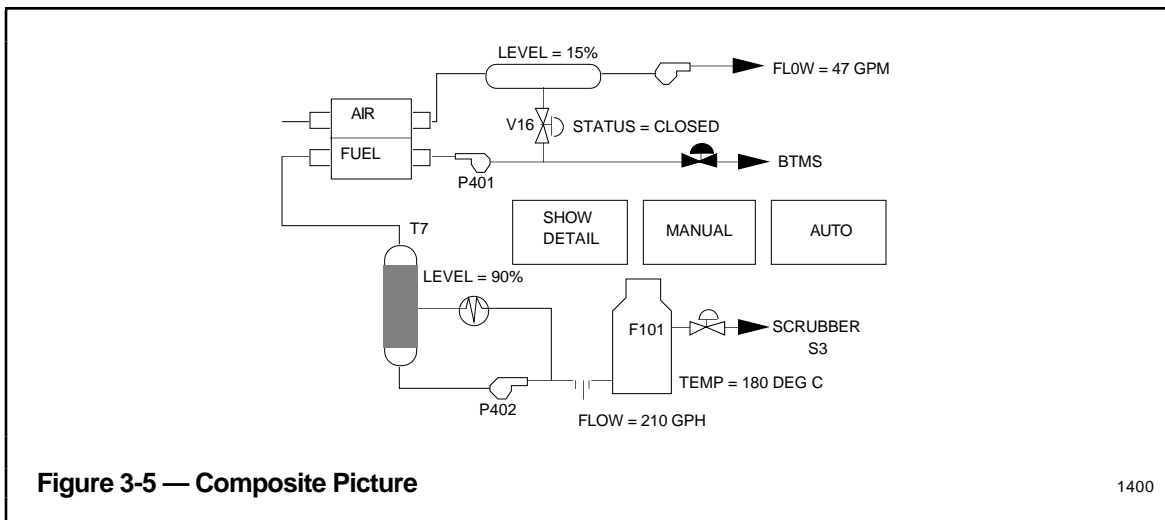 LEVEL = 15%
FL0W = 47 GPM
AIR
V16
STATUS = CLOSED
FUEL
BTMS
P401
SHOW
DETAIL
MANUAL
AUTO
T7
LEVEL = 90%
F101
SCRUBBER
S3
TEMP = 180 DEG C
P402
FLOW = 210 GPH
Figure 3-5 — Composite Picture
1400